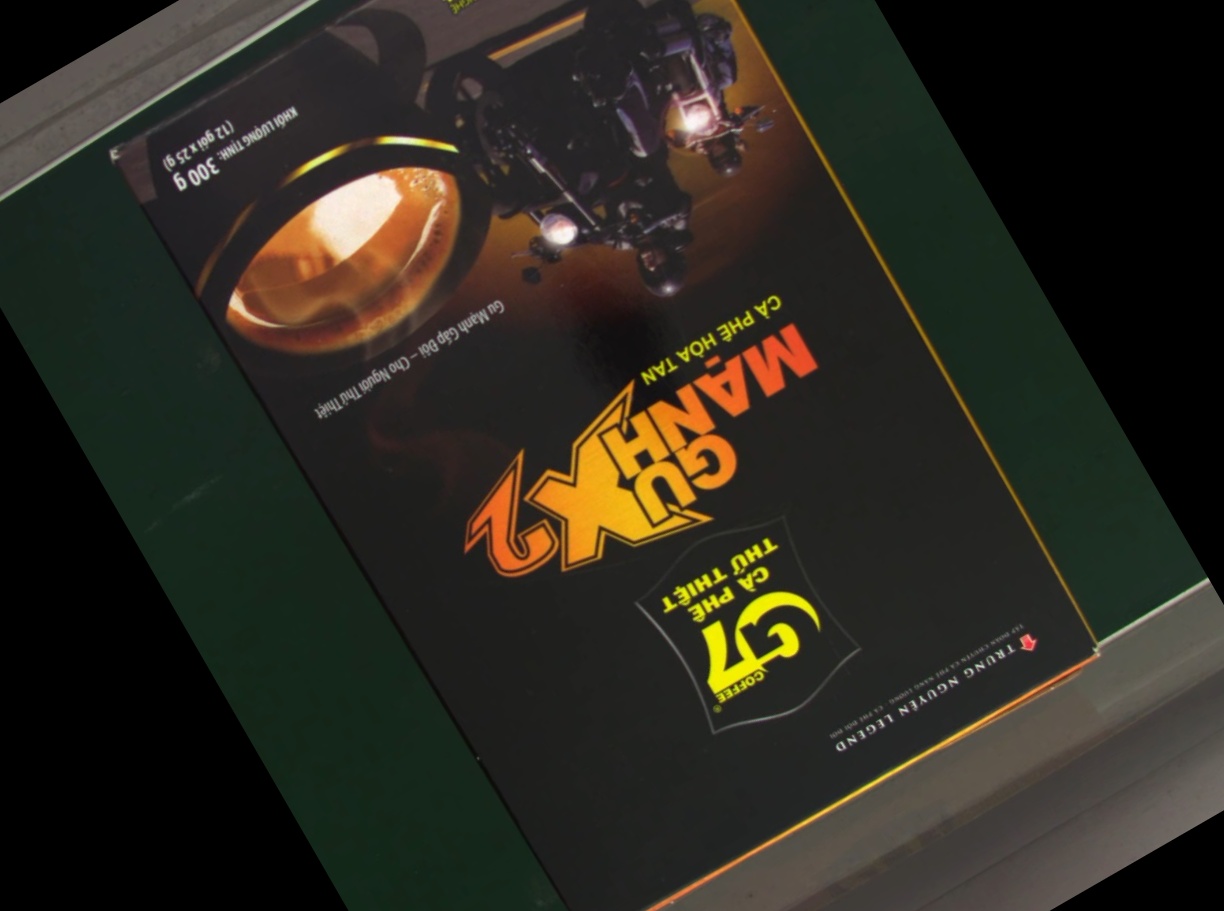 TRUNG NGUYÊN LEGEND
COFFEE
G7
CÀ PHÊ
THỨ THIỆT
GU
MẠNH
X2
CÀ PHÊ HÒA TAN
Gu Mạnh Gấp Đôi – Cho Người Thứ Thiệt
KHỐI LƯỢNG TỊNH: 300 g
(12 gói x 25 g)